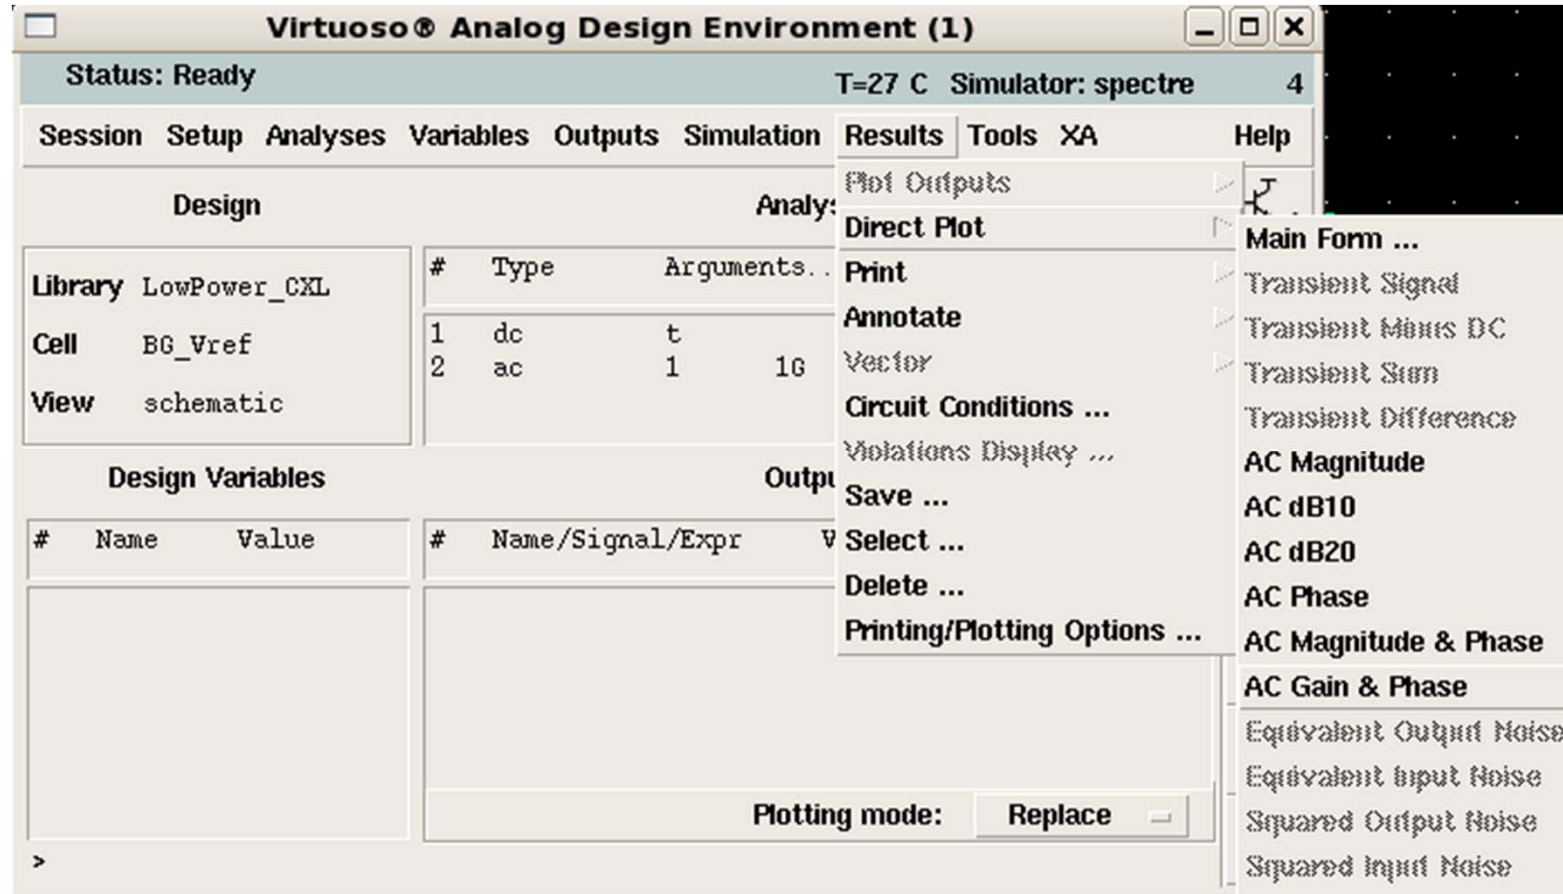 Virtuoso® Analog Design Environment (1)
Status: Ready
T=27 C Simulator: spectre 4
Session Setup Analyses Variables Outputs Simulation Results Tools XA Help
Design
Library LowPower_CXL
Cell BG_Vref
View schematic
Analys
# Type Arguments..
1 dc t
2 ac 1 1G
Design Variables
# Name Value
Outpu
# Name/Signal/Expr V
Plotting mode: Replace
>
Plot Outputs
Direct Plot
Print
Annotate
Vector
Circuit Conditions ...
Violations Display ...
Save ...
Select ...
Delete ...
Printing/Plotting Options ...
Main Form ...
Transient Signal
Transient Minus DC
Transient Sum
Transient Difference
AC Magnitude
AC dB10
AC dB20
AC Phase
AC Magnitude & Phase
AC Gain & Phase
Equivalent Output Noise
Equivalent Input Noise
Squared Output Noise
Squared Input Noise